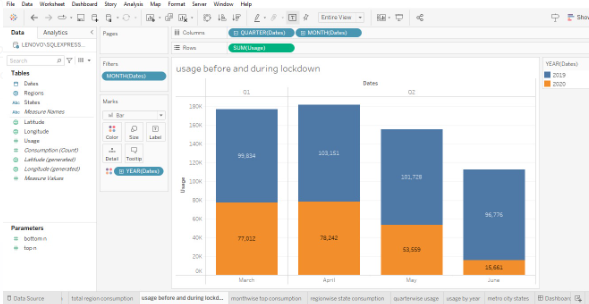 File Data Worksheet Dashboard Story Analysis Map Format Server Window Help
Entire View
Show
Data Analytics
LENOVO\SQLEXPRESS...
Search
Tables
Dates
Regions
States
Measure Names
Latitude
Longitude
Usage
Consumption (Count)
Latitude (generated)
Longitude (generated)
Measure Values
Parameters
bottom n
top n
Pages
Filters
MONTH(Dates)
Marks
Bar
Color Size Label
Detail Tooltip
YEAR(Dates)
Columns QUARTER(Dates) MONTH(Dates)
Rows SUM(Usage)
usage before and during lockdown
Dates
Q1 Q2
Usage
180K
160K
140K
120K
100K
80K
60K
40K
20K
0K
99,834 103,161 101,728 96,776
77,012 78,242 53,559 15,661
March April May June
YEAR(Dates)
2019
2020
Data Source total region consumption usage before and during lockd... monthwise top consumption regionwise state consumption quarterwise usage usage by year metro city states Dashboard